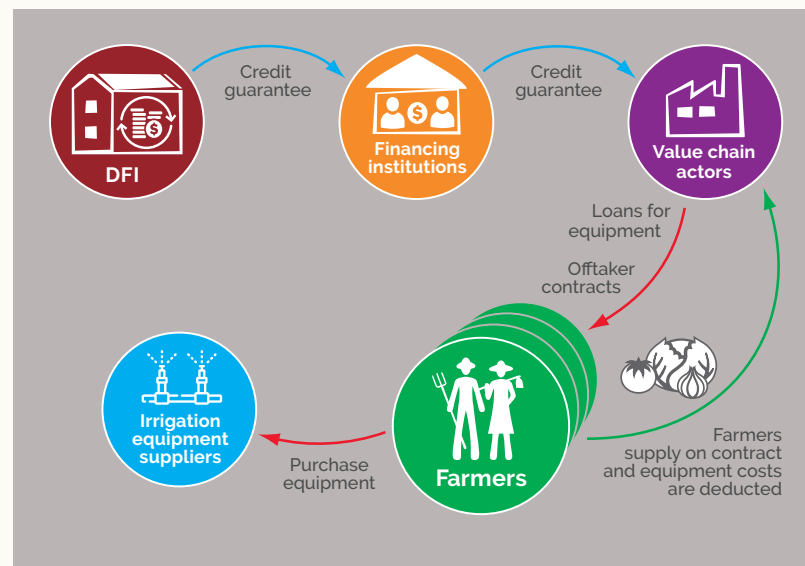 Credit
guarantee
Credit
guarantee
DFI
Financing
institutions
Value chain
actors
Loans for
equipment
Offtaker
contracts
Irrigation
equipment
suppliers
Purchase
equipment
Farmers
Farmers
supply on contract
and equipment costs
are deducted